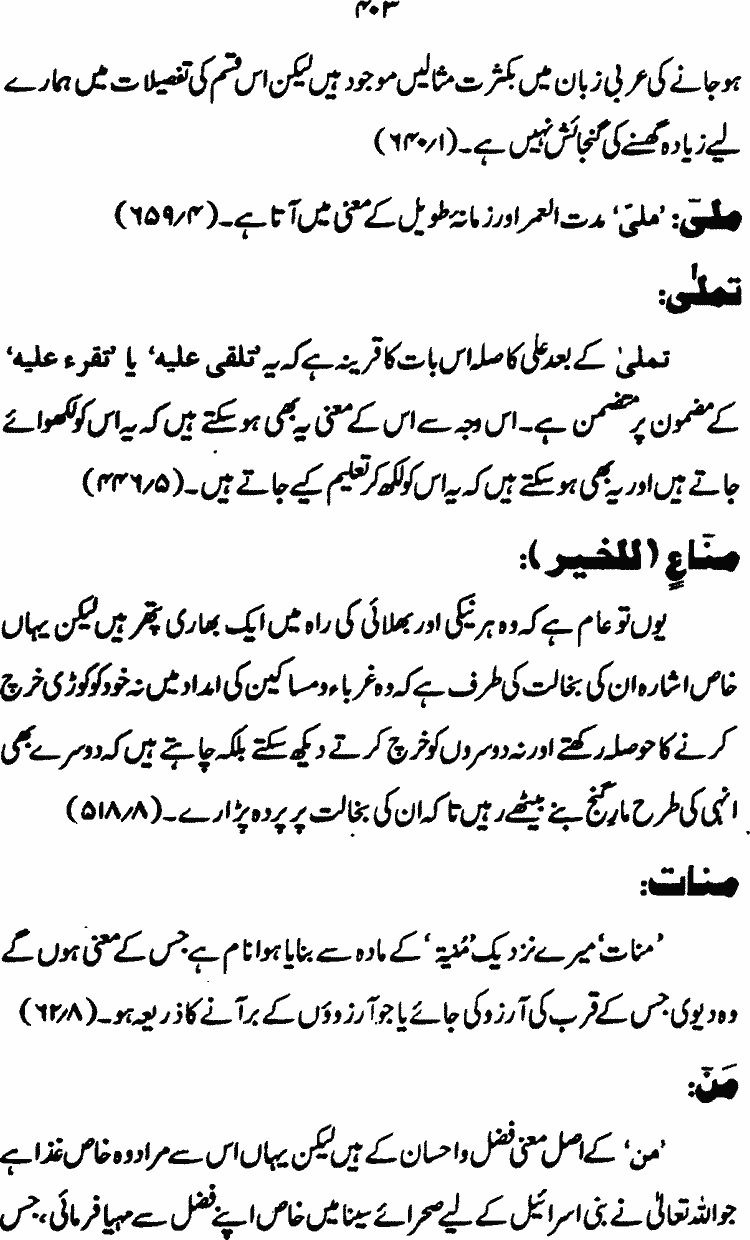 ۴۰۳
ہوجانے کی عربی زبان میں بکثرت مثالیں موجود ہیں لیکن اس قسم کی تفصیلات میں ہمارے
لیے زیادہ گھسنے کی گنجائش نہیں ہے۔ (۶۴۰/۱)
ملیّ: ’ملیّ‘ مدت العمر اور زمانۂ طویل کے معنی میں آتا ہے۔ (۶۵۹/۴)
تملٰی:
تملیٰ کے بعد علی کا صلہ اس بات کا قرینہ ہے کہ یہ ’تلقی علیه‘ یا ’تقرء علیه‘
کے مضمون پر متضمن ہے۔ اس وجہ سے اس کے معنی یہ بھی ہو سکتے ہیں کہ یہ اس کو لکھوائے
جاتے ہیں اور یہ بھی ہو سکتے ہیں کہ یہ اس کو لکھ کر تعلیم کیے جاتے ہیں۔ (۴۴۶/۵)
منّاعٍ (للخیر):
یوں تو عام ہے کہ وہ ہر نیکی اور بھلائی کی راہ میں ایک بھاری پتھر ہیں لیکن یہاں
خاص اشارہ ان کی بخالت کی طرف ہے کہ وہ غرباء و مساکین کی امداد میں نہ خود کوڑی خرچ
کرنے کا حوصلہ رکھتے اور نہ دوسروں کو خرچ کرتے دیکھ سکتے بلکہ چاہتے ہیں کہ دوسرے بھی
انہی کی طرح مارِ گنج بنے بیٹھے رہیں تا کہ ان کی بخالت پر پردہ پڑا رے۔ (۵۱۸/۸)
منات:
’منات‘ میرے نزدیک ’مُنیة‘ کے مادہ سے بنایا ہوا نام ہے جس کے معنی ہوں گے
وہ دیوی جس کے قرب کی آرزو کی جائے یا جو آرزوؤں کے برآنے کا ذریعہ ہو۔ (۶۲/۸)
مَنّ:
’من‘ کے اصل معنی فضل و احسان کے ہیں لیکن یہاں اس سے مراد وہ خاص غذا ہے
جو اللہ تعالیٰ نے بنی اسرائیل کے لیے صحرائے سینا میں خاص اپنے فضل سے مہیا فرمائی، جس